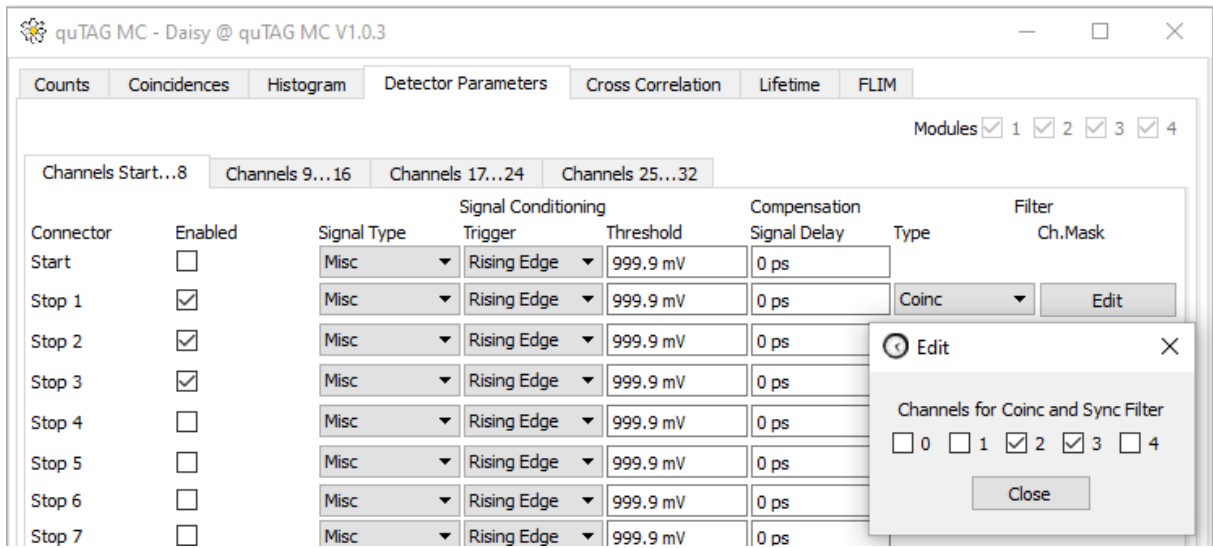 quTAG MC - Daisy @ quTAG MC V1.0.3
Counts Coincidences Histogram Detector Parameters Cross Correlation Lifetime FLIM
Modules 1 2 3 4
Channels Start...8 Channels 9...16 Channels 17...24 Channels 25...32
Signal Conditioning Compensation Filter
Connector Enabled Signal Type Trigger Threshold Signal Delay Type Ch.Mask
Start Misc Rising Edge 999.9 mV 0 ps
Stop 1 Misc Rising Edge 999.9 mV 0 ps Coinc Edit
Stop 2 Misc Rising Edge 999.9 mV 0 ps
Stop 3 Misc Rising Edge 999.9 mV 0 ps
Stop 4 Misc Rising Edge 999.9 mV 0 ps
Stop 5 Misc Rising Edge 999.9 mV 0 ps
Stop 6 Misc Rising Edge 999.9 mV 0 ps
Stop 7 Misc Rising Edge 999.9 mV 0 ps
Edit
Channels for Coinc and Sync Filter
0 1 2 3 4
Close